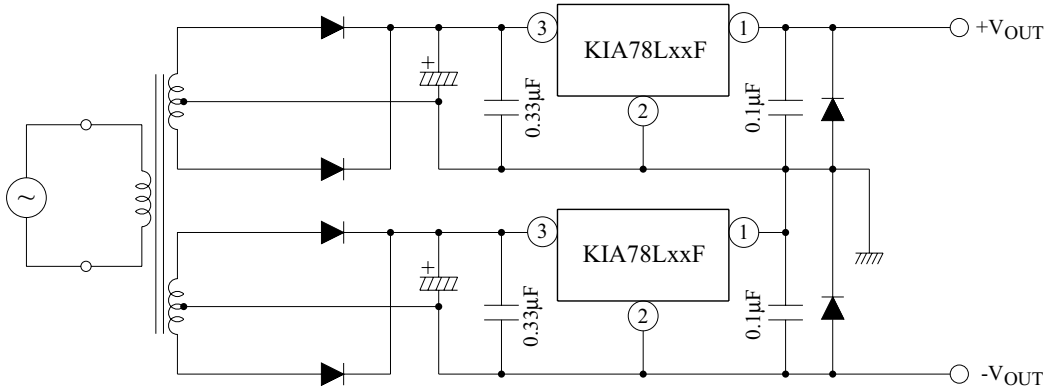 3
KIA78LxxF
1
+VOUT
+
2
0.33μF
0.1μF
~
3
KIA78LxxF
1
+
2
0.33μF
0.1μF
-VOUT